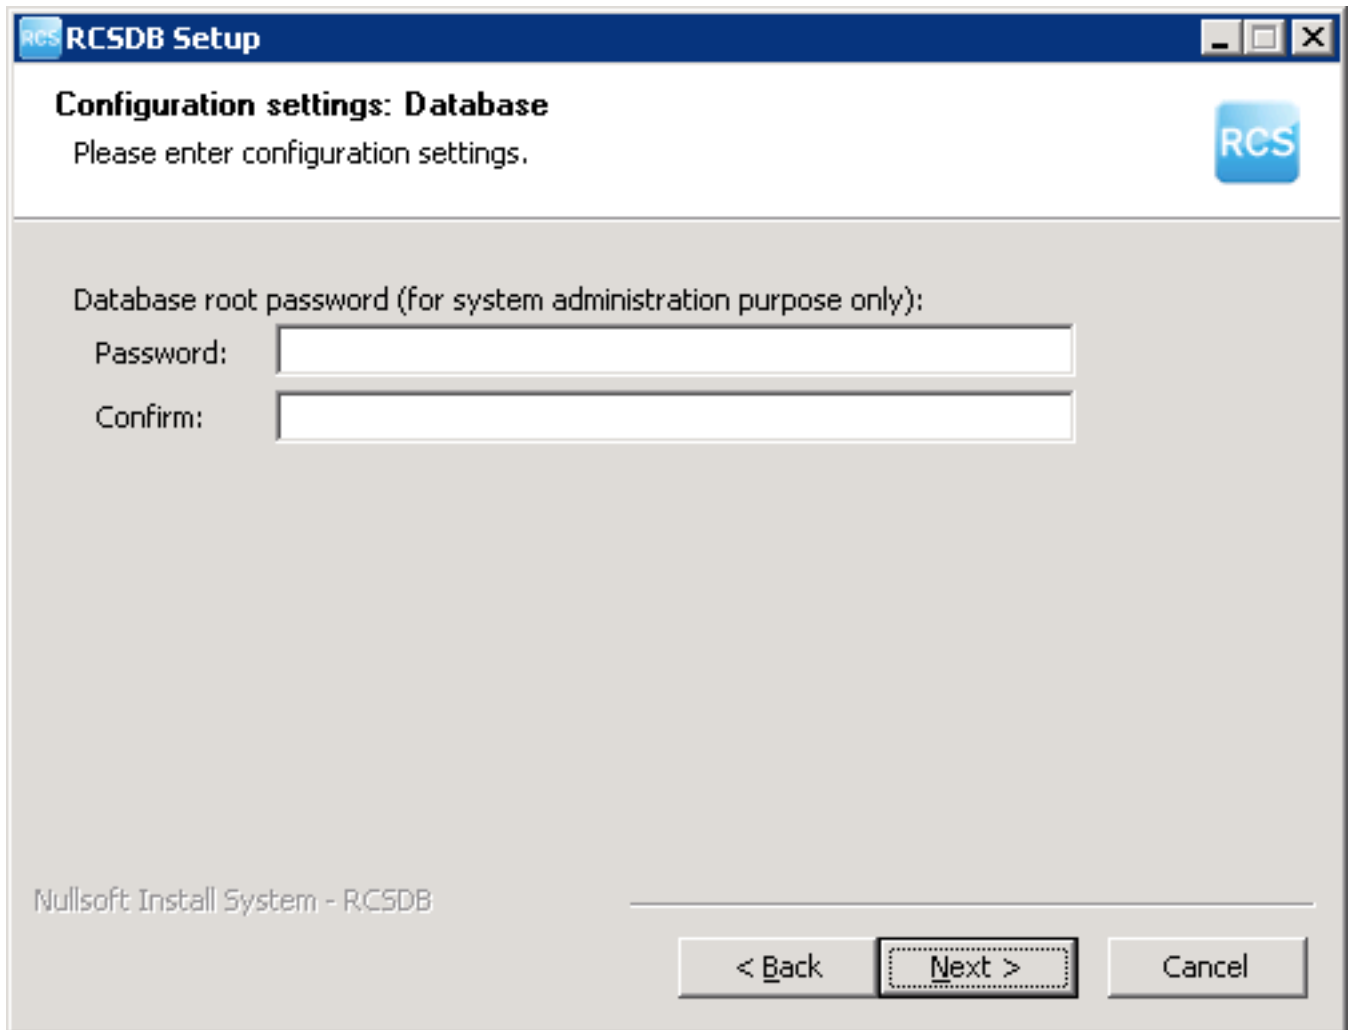 RCS RCSDB Setup
Configuration settings: Database
Please enter configuration settings.
RCS
Database root password (for system administration purpose only):
Password:
Confirm:
Nullsoft Install System - RCSDB
< Back Next > Cancel